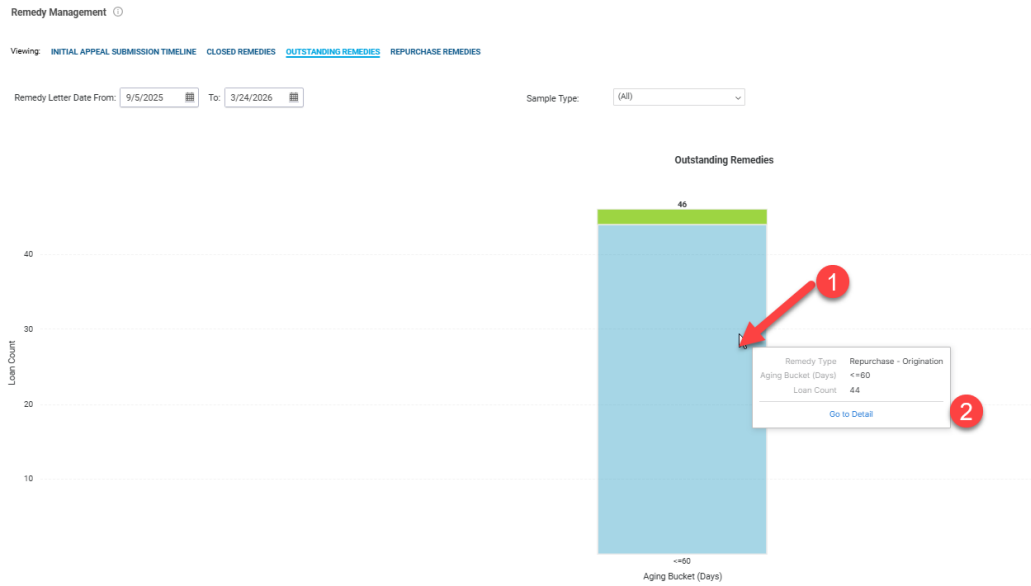 Remedy Management
Viewing: INITIAL APPEAL SUBMISSION TIMELINE CLOSED REMEDIES OUTSTANDING REMEDIES REPURCHASE REMEDIES
Remedy Letter Date From: 9/5/2025 To: 3/24/2026 Sample Type: (All)
Outstanding Remedies
46
40
30
20
10
Loan Count
1
Remedy Type Repurchase - Origination
Aging Bucket (Days) <=60
Loan Count 44
Go to Detail
2
<=60
Aging Bucket (Days)